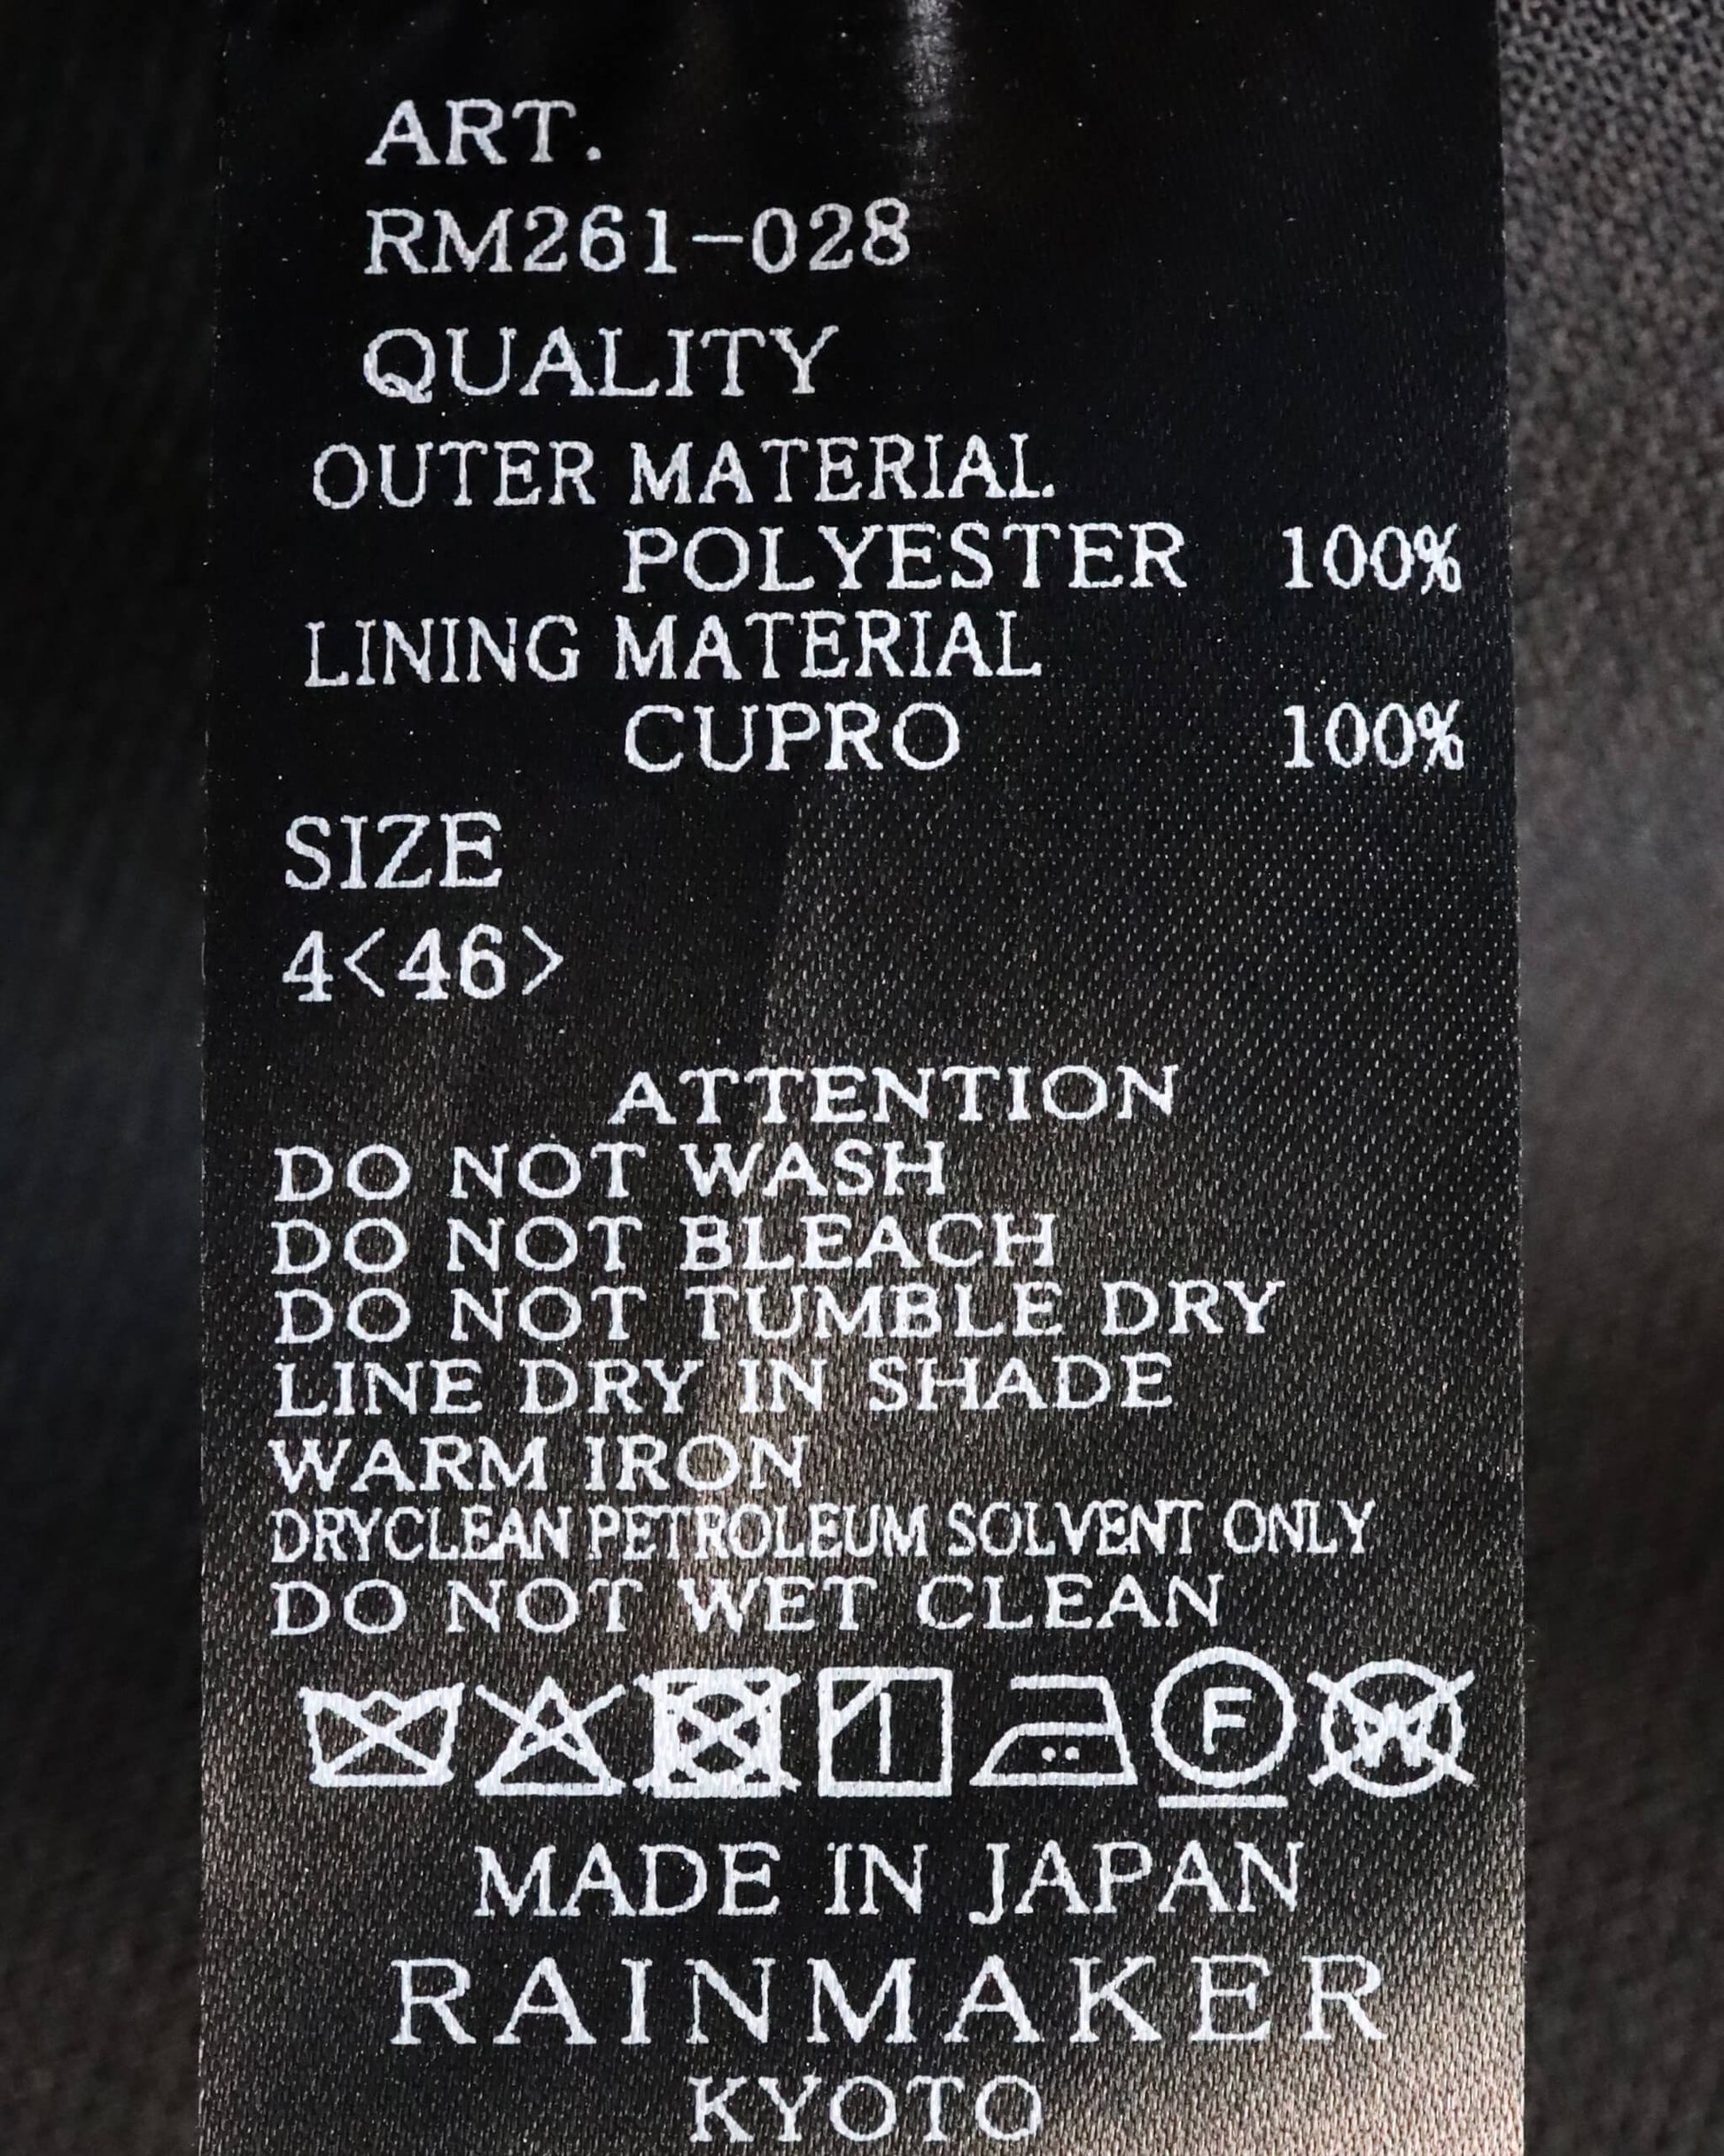 ART.
RM261-028
QUALITY
OUTER MATERIAL
POLYESTER 100%
LINING MATERIAL
CUPRO 100%
SIZE
4<46>
ATTENTION
DO NOT WASH
DO NOT BLEACH
DO NOT TUMBLE DRY
LINE DRY IN SHADE
WARM IRON
DRYCLEAN PETROLEUM SOLVENT ONLY
DO NOT WET CLEAN
F W
MADE IN JAPAN
RAINMAKER
KYOTO